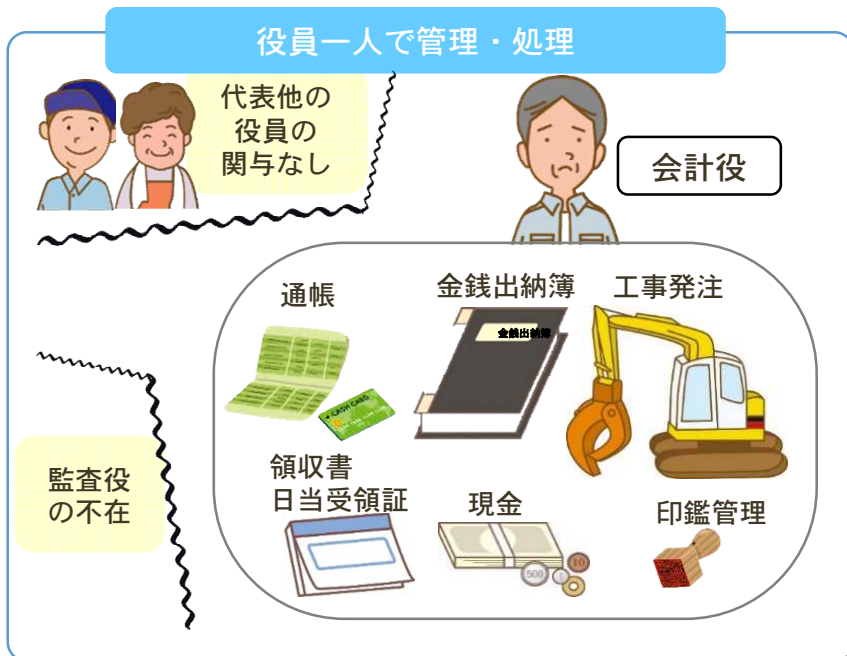 役員一人で管理・処理
代表他の
役員の
関与なし
会計役
通帳
金銭出納簿
工事発注
金銭出納簿
CASH CARD
監査役
の不在
領収書
日当受領証
現金
印鑑管理
500
1
10